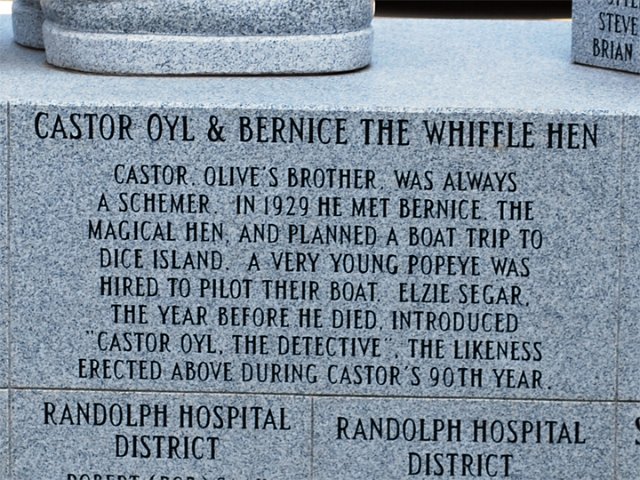 STEVE
BRIAN
CASTOR OYL & BERNICE THE WHIFFLE HEN
CASTOR, OLIVE'S BROTHER, WAS ALWAYS
A SCHEMER. IN 1929 HE MET BERNICE, THE
MAGICAL HEN, AND PLANNED A BOAT TRIP TO
DICE ISLAND. A VERY YOUNG POPEYE WAS
HIRED TO PILOT THEIR BOAT. ELZIE SEGAR,
THE YEAR BEFORE HE DIED, INTRODUCED
"CASTOR OYL, THE DETECTIVE", THE LIKENESS
ERECTED ABOVE DURING CASTOR'S 90TH YEAR.
RANDOLPH HOSPITAL
DISTRICT
RANDOLPH HOSPITAL
DISTRICT